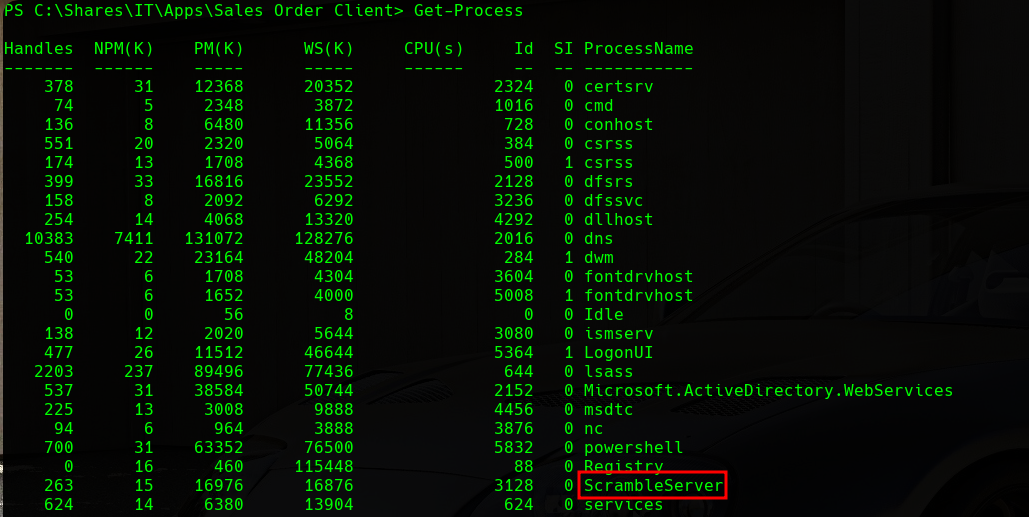 PS C:\Shares\IT\Apps\Sales Order Client> Get-Process
Handles NPM(K) PM(K) WS(K) CPU(s) Id SI ProcessName
------- ------ ----- ----- ------ -- -- -----------
378 31 12368 20352 2324 0 certsrv
74 5 2348 3872 1016 0 cmd
136 8 6480 11356 728 0 conhost
551 20 2320 5064 384 0 csrss
174 13 1708 4368 500 1 csrss
399 33 16816 23552 2128 0 dfsrs
158 8 2092 6292 3236 0 dfssvc
254 14 4068 13320 4292 0 dllhost
10383 7411 131072 128276 2016 0 dns
540 22 23164 48204 284 1 dwm
53 6 1708 4304 3604 0 fontdrvhost
53 6 1652 4000 5008 1 fontdrvhost
0 0 56 8 0 0 Idle
138 12 2020 5644 3080 0 ismserv
477 26 11512 46644 5364 1 LogonUI
2203 237 89496 77436 644 0 lsass
537 31 38584 50744 2152 0 Microsoft.ActiveDirectory.WebServices
225 13 3008 9888 4456 0 msdtc
94 6 964 3888 3876 0 nc
700 31 63352 76500 5832 0 powershell
0 16 460 115448 88 0 Registry
263 15 16976 16876 3128 0 ScrambleServer
624 14 6380 13904 624 0 services